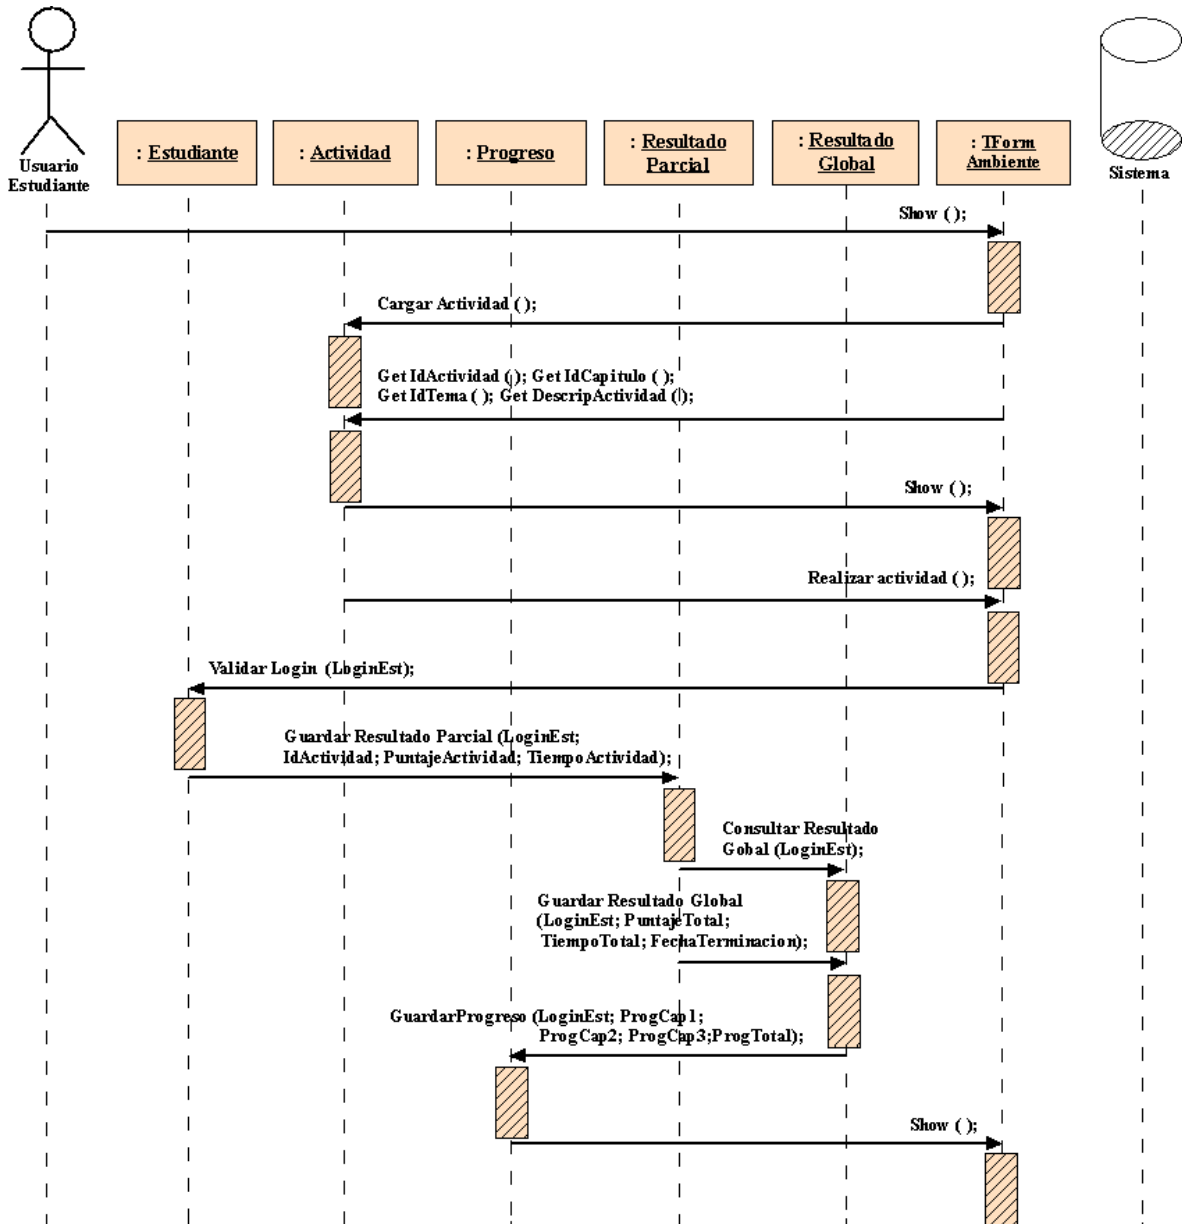 Usuario
Estudiante
: Estudiante
: Actividad
: Progreso
: Resultado
Parcial
: Resultado
Global
: TForm
Ambiente
Sistema
Show ( );
Cargar Actividad ( );
Get IdActividad ( ); Get IdCapitulo ( );
Get IdTema ( ); Get DescripActividad ( );
Show ( );
Realizar actividad ( );
Validar Login (LoginEst);
Guardar Resultado Parcial (LoginEst;
IdActividad; PuntajeActividad; TiempoActividad);
Consultar Resultado
Gobal (LoginEst);
Guardar Resultado Global
(LoginEst; PuntajeTotal;
TiempoTotal; FechaTerminacion);
GuardarProgreso (LoginEst; ProgCap1;
ProgCap2; ProgCap3;ProgTotal);
Show ( );